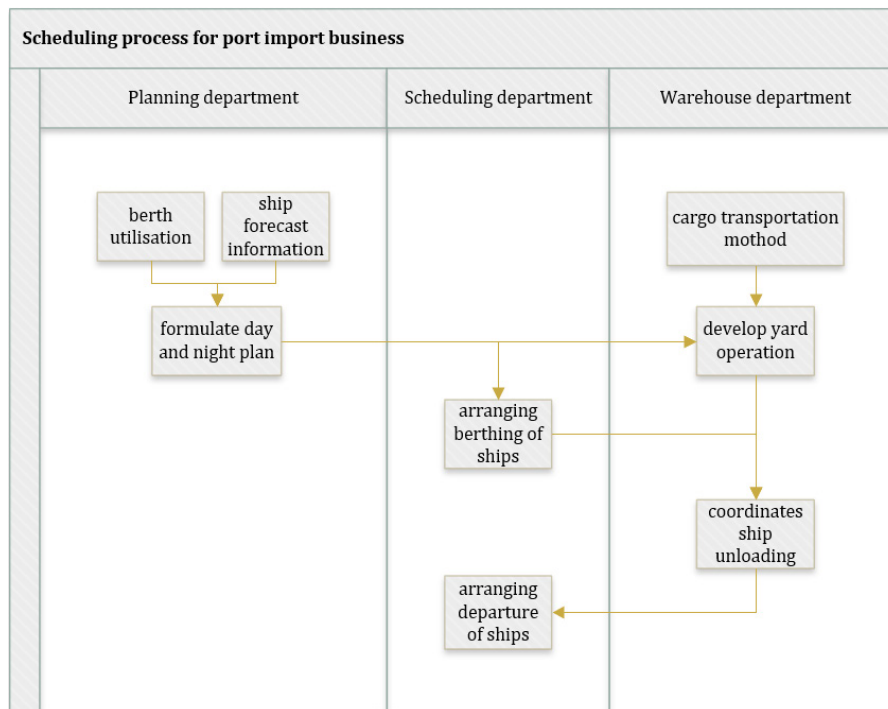 Scheduling process for port import business
Planning department
Scheduling department
Warehouse department
berth
utilisation
ship
forecast
information
cargo transportation
mothod
formulate day
and night plan
develop yard
operation
arranging
berthing of
ships
coordinates
ship
unloading
arranging
departure
of ships